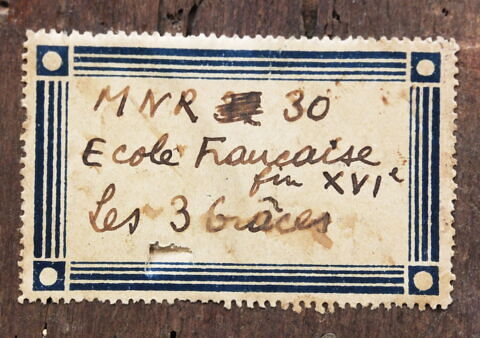 MNR 30
Ecole Française
fin XVIe
Les 3 Grâces